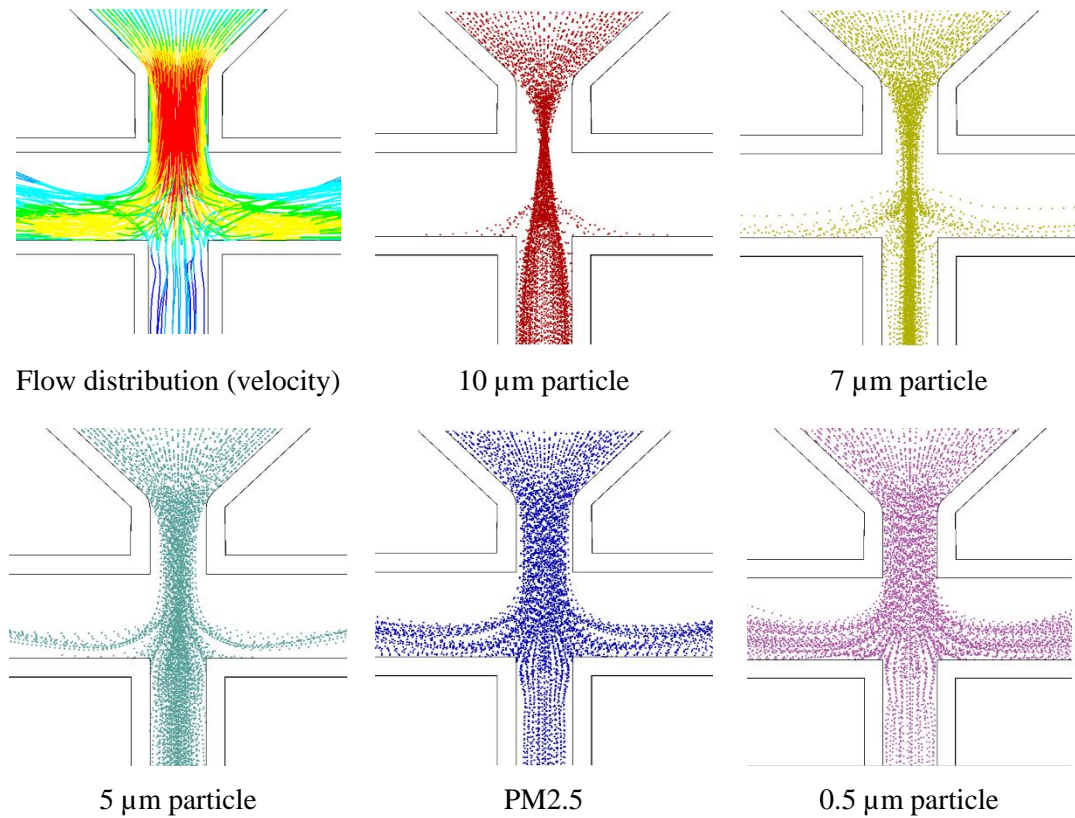 Flow distribution (velocity)
10 µm particle
7 µm particle
5 µm particle
PM2.5
0.5 µm particle